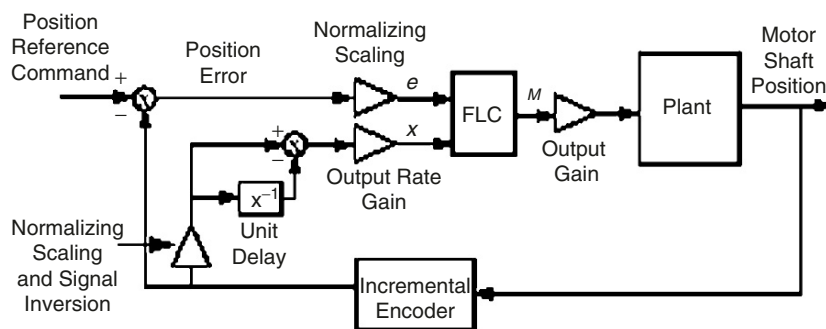 Position
Reference
Command
+
−
Position
Error
Normalizing
Scaling
e
FLC
M
Output
Gain
Plant
Motor
Shaft
Position
+
−
x
Output Rate
Gain
x⁻¹
Unit
Delay
Normalizing
Scaling
and Signal
Inversion
Incremental
Encoder